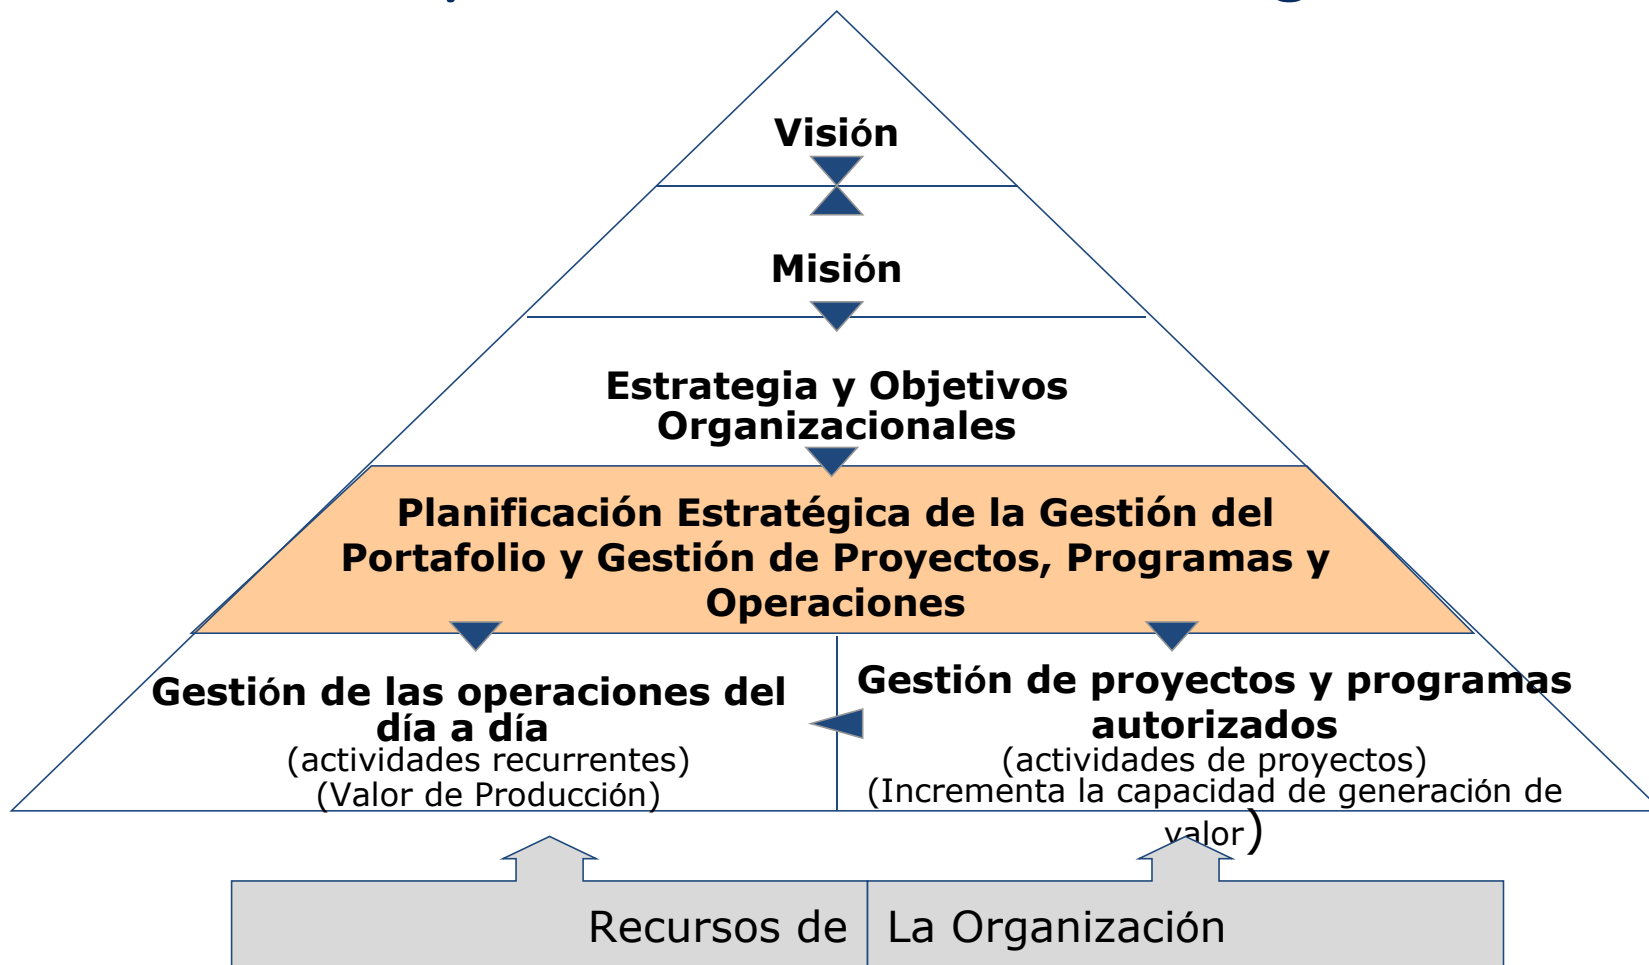 Visión
Misión
Estrategia y Objetivos
Organizacionales
Planificación Estratégica de la Gestión del
Portafolio y Gestión de Proyectos, Programas y
Operaciones
Gestión de las operaciones del
día a día
(actividades recurrentes)
(Valor de Producción)
Gestión de proyectos y programas
autorizados
(actividades de proyectos)
(Incrementa la capacidad de generación de
valor)
Recursos de La Organización